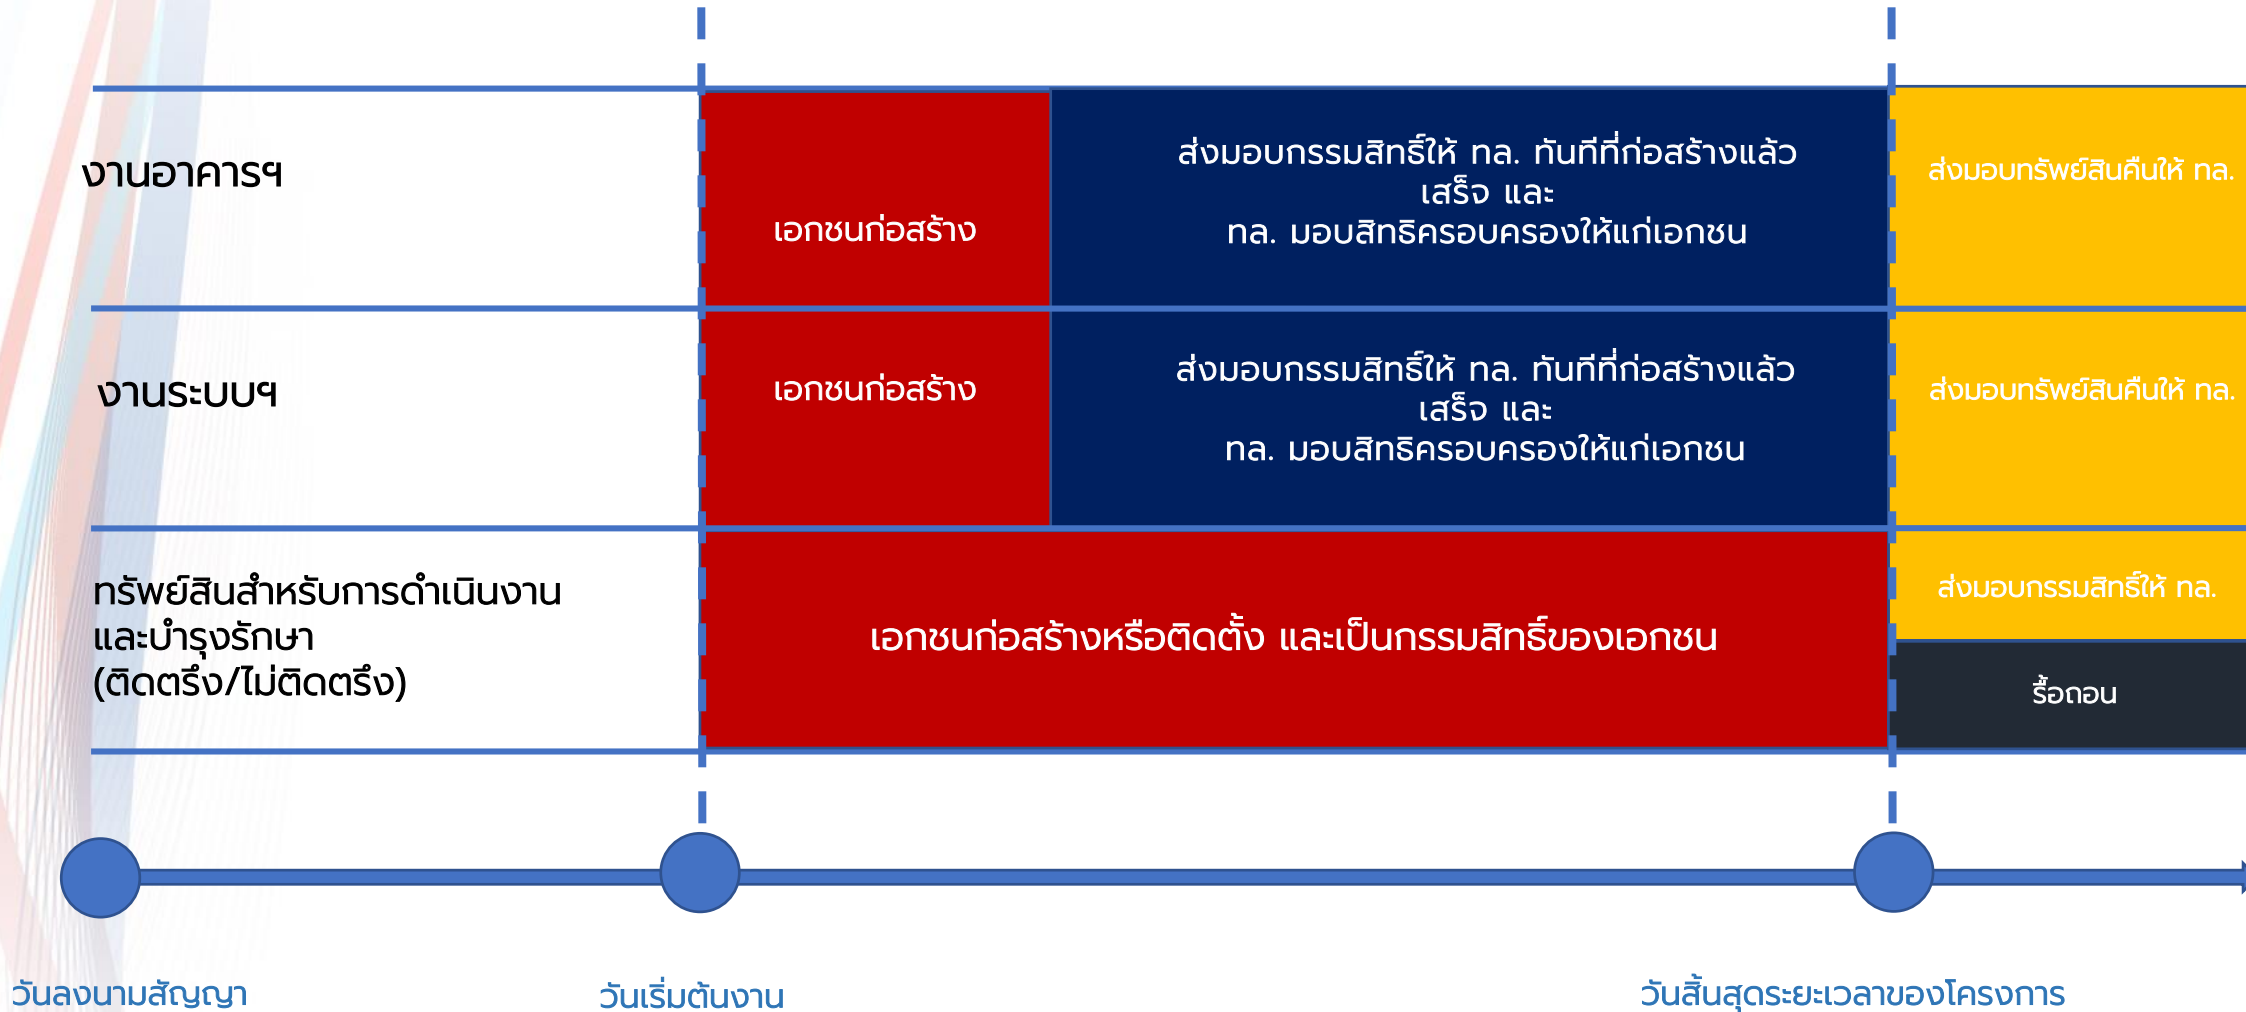 งานอาคารฯ
เอกชนก่อสร้าง
ส่งมอบกรรมสิทธิ์ให้ ทล. ทันทีที่ก่อสร้างแล้ว
เสร็จ และ
ทล. มอบสิทธิครอบครองให้แก่เอกชน
ส่งมอบทรัพย์สินคืนให้ ทล.
งานระบบฯ
เอกชนก่อสร้าง
ส่งมอบกรรมสิทธิ์ให้ ทล. ทันทีที่ก่อสร้างแล้ว
เสร็จ และ
ทล. มอบสิทธิครอบครองให้แก่เอกชน
ส่งมอบทรัพย์สินคืนให้ ทล.
ทรัพย์สินสำหรับการดำเนินงาน
และบำรุงรักษา
(ติดตรึง/ไม่ติดตรึง)
เอกชนก่อสร้างหรือติดตั้ง และเป็นกรรมสิทธิ์ของเอกชน
ส่งมอบกรรมสิทธิ์ให้ ทล.
รื้อถอน
วันลงนามสัญญา
วันเริ่มต้นงาน
วันสิ้นสุดระยะเวลาของโครงการ